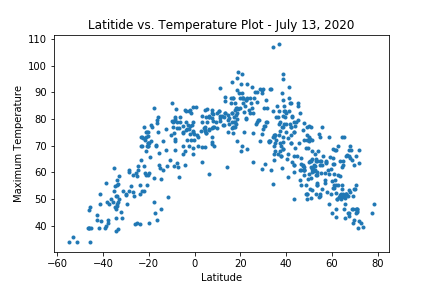 Latitide vs. Temperature Plot - July 13, 2020
Maximum Temperature
110
100
90
80
70
60
50
40
−60 −40 −20 0 20 40 60 80
Latitude